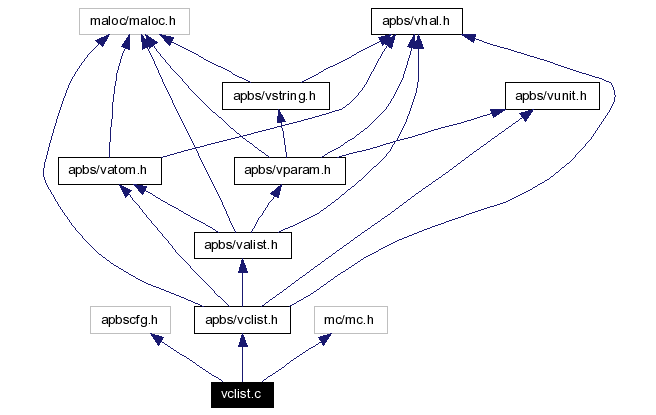 maloc/maloc.h
apbs/vhal.h
apbs/vstring.h
apbs/vunit.h
apbs/vatom.h
apbs/vparam.h
apbs/valist.h
apbscfg.h
apbs/vclist.h
mc/mc.h
vclist.c